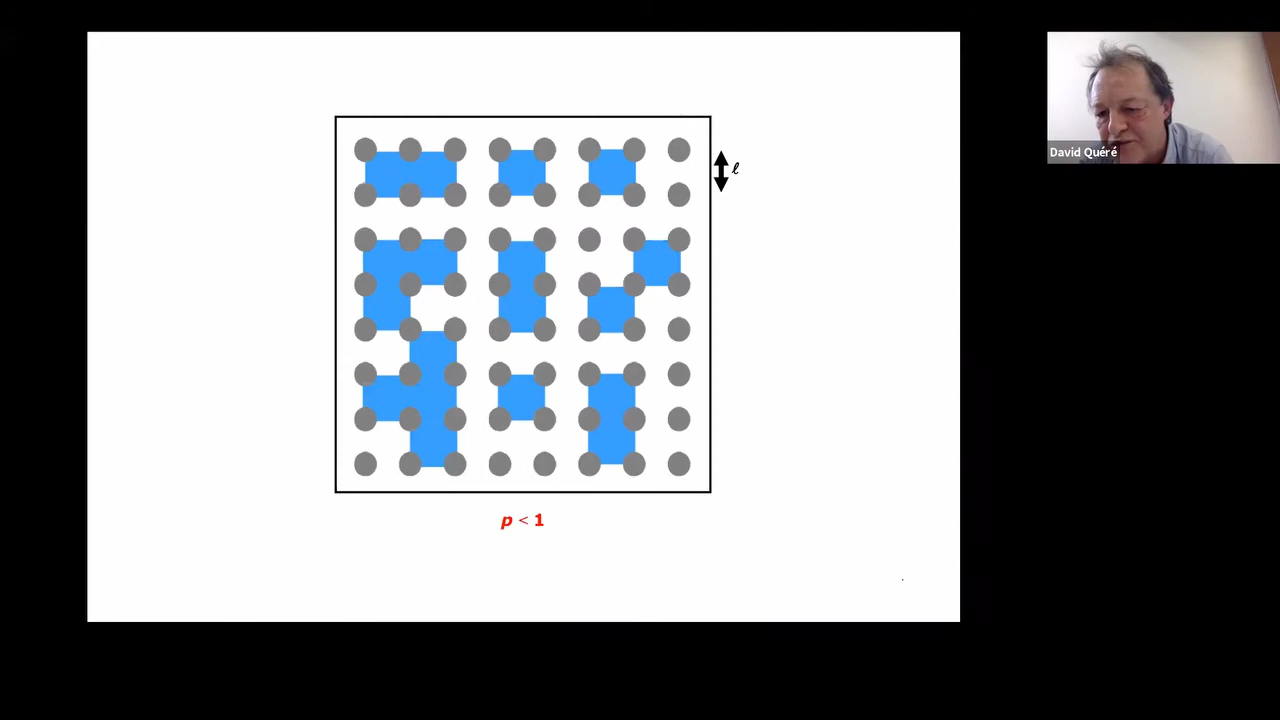 David Quéré
ℓ
p < 1